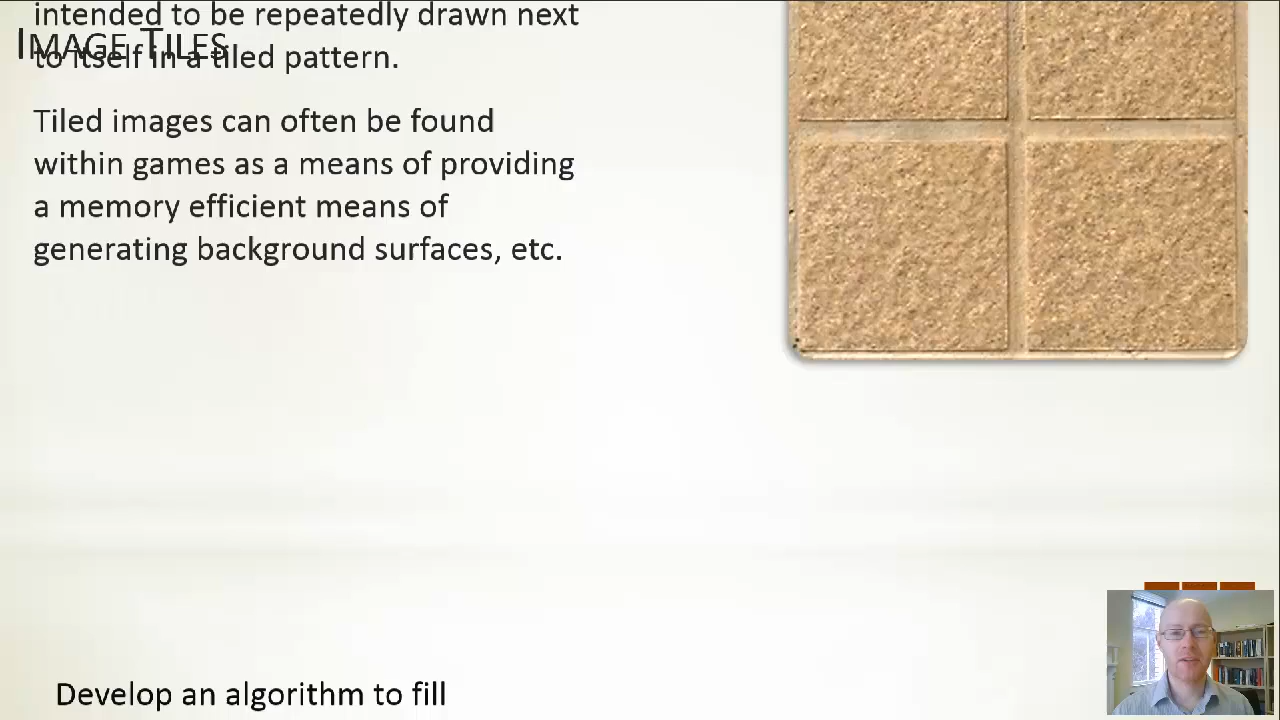 intended to be repeatedly drawn next
IMAGE TILES
to itself in a tiled pattern.
Tiled images can often be found
within games as a means of providing
a memory efficient means of
generating background surfaces, etc.
Develop an algorithm to fill